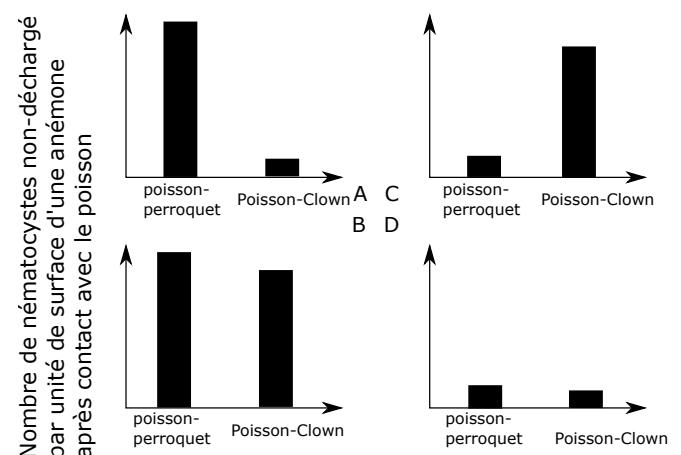 Nombre de nématocystes non-déchargé
par unité de surface d'une anémone
après contact avec le poisson
poisson-
perroquet
Poisson-Clown
A C
poisson-
perroquet
Poisson-Clown
B D
poisson-
perroquet
Poisson-Clown
poisson-
perroquet
Poisson-Clown